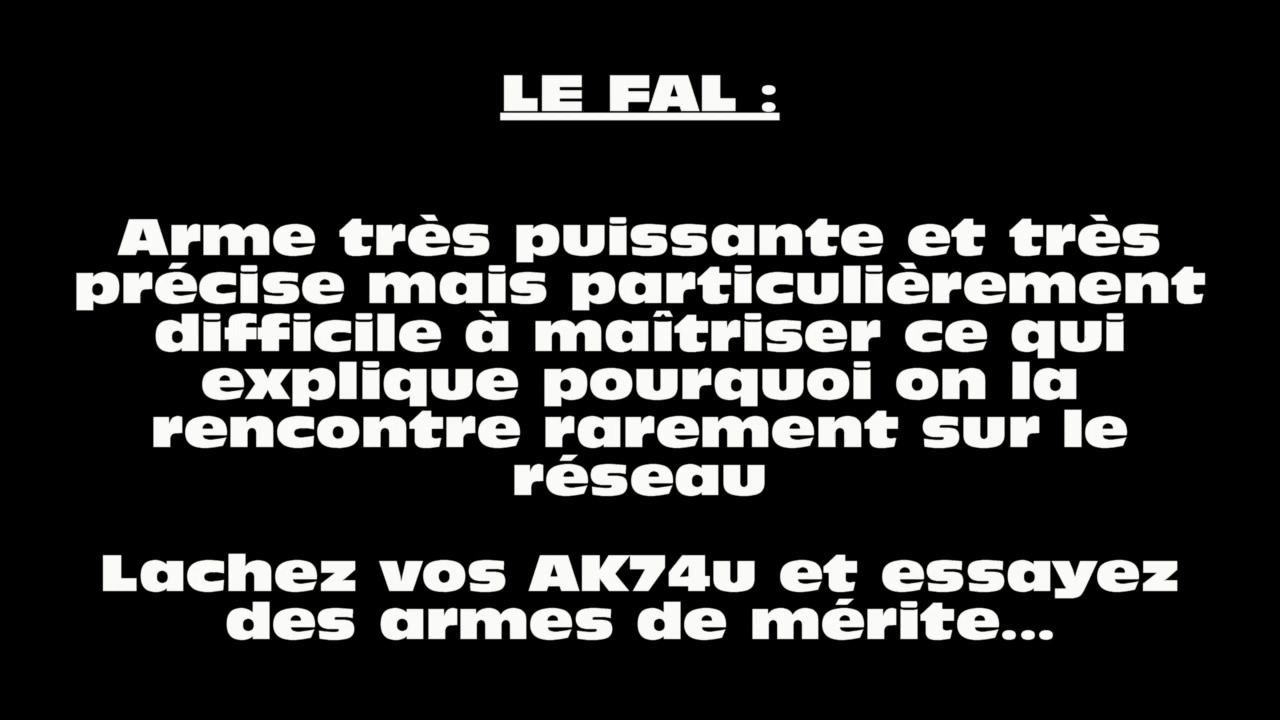 LE FAL :
Arme très puissante et très
précise mais particulièrement
difficile à maîtriser ce qui
explique pourquoi on la
rencontre rarement sur le
réseau
Lachez vos AK74u et essayez
des armes de mérite...